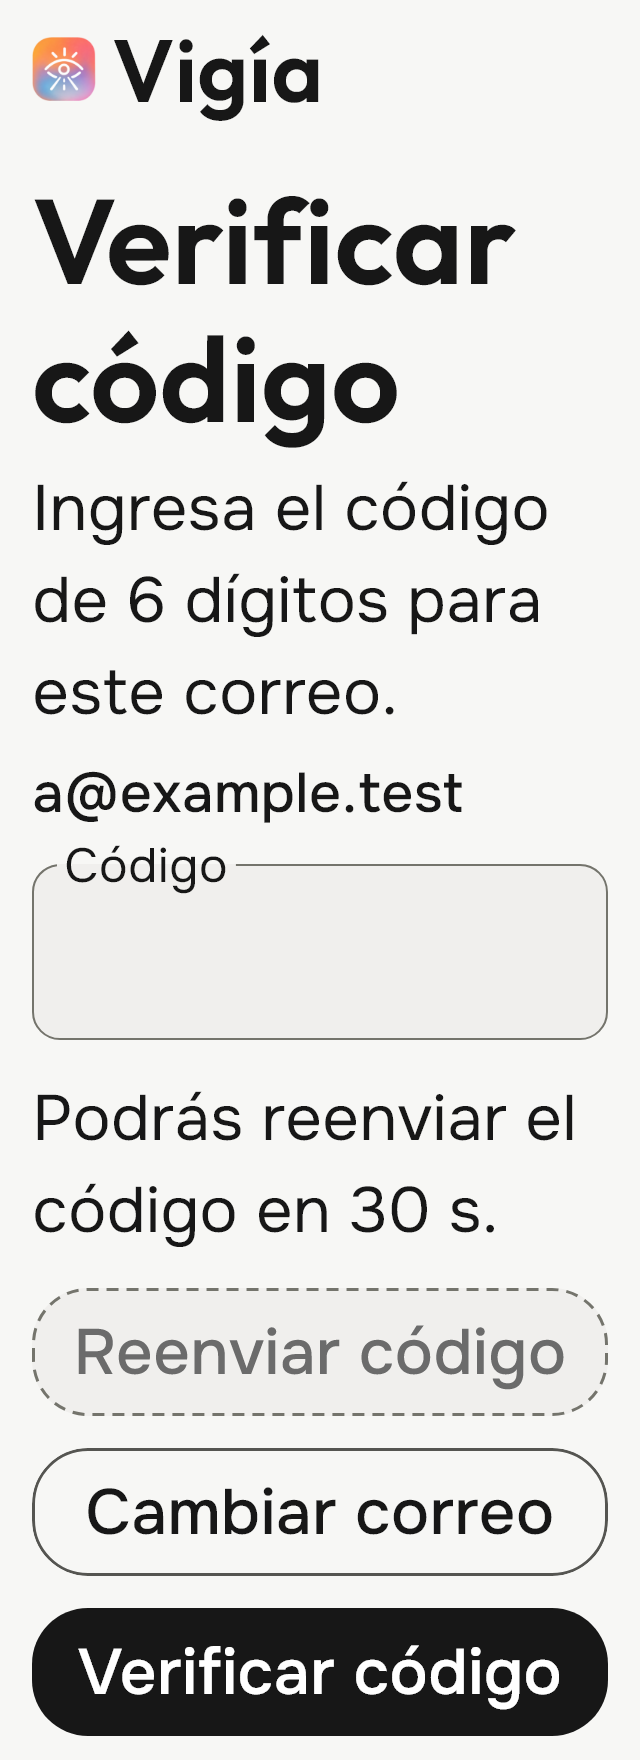 Vigía
Verificar
código
Ingresa el código
de 6 dígitos para
este correo.
a@example.test
Código
Podrás reenviar el
código en 30 s.
Reenviar código
Cambiar correo
Verificar código